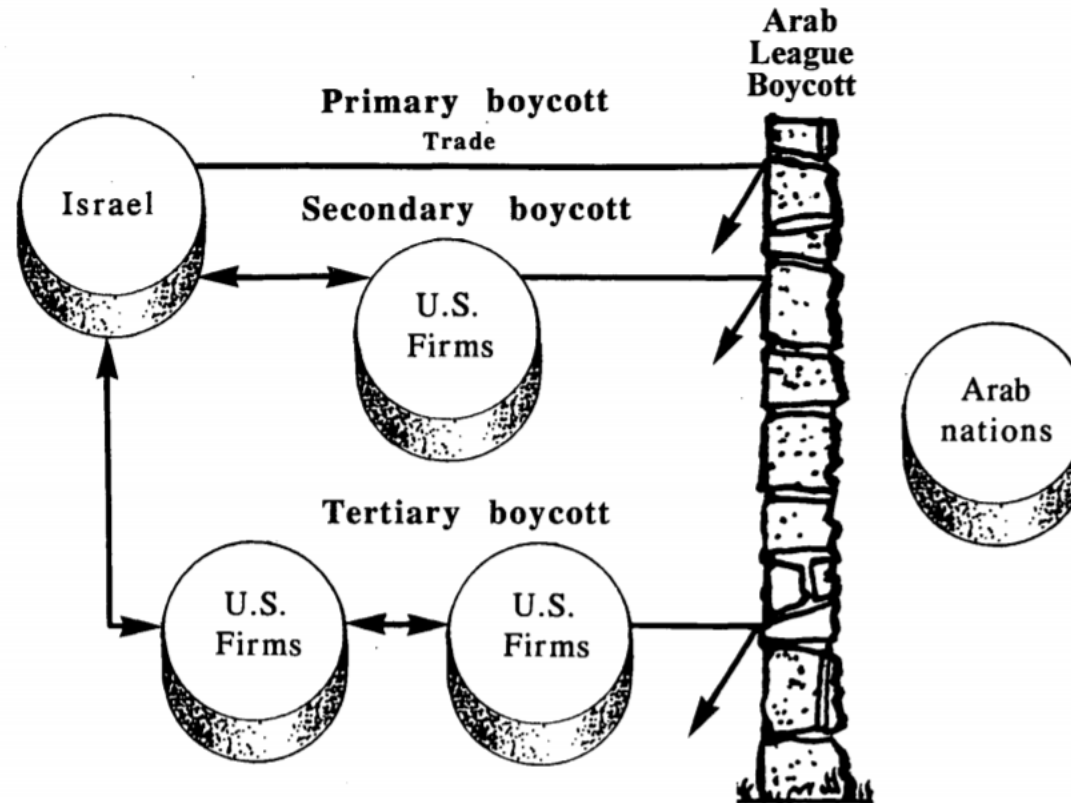 Arab
League
Boycott
Primary boycott
Trade
Israel
Secondary boycott
U.S.
Firms
Arab
nations
Tertiary boycott
U.S.
Firms
U.S.
Firms